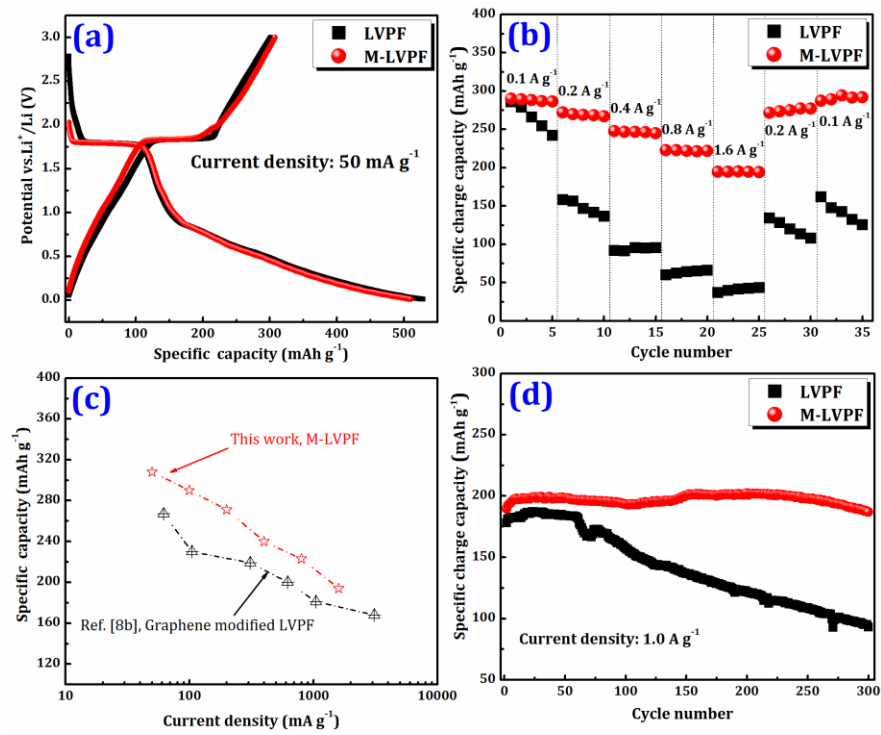 (a)
LVPF
M-LVPF
Current density: 50 mA g⁻¹
Potential vs.Li⁺/Li (V)
3.0
2.5
2.0
1.5
1.0
0.5
0.0
0 100 200 300 400 500
Specific capacity (mAh g⁻¹)
(b)
LVPF
M-LVPF
0.1 A g⁻¹
0.2 A g⁻¹
0.4 A g⁻¹
0.8 A g⁻¹
1.6 A g⁻¹
0.2 A g⁻¹
0.1 A g⁻¹
Specific charge capacity (mAh g⁻¹)
400
350
300
250
200
150
100
50
0
0 5 10 15 20 25 30 35
Cycle number
(c)
This work, M-LVPF
Ref. [8b], Graphene modified LVPF
Specific capacity (mAh g⁻¹)
400
360
320
280
240
200
160
120
10 100 1000 10000
Current density (mA g⁻¹)
(d)
LVPF
M-LVPF
Current density: 1.0 A g⁻¹
Specific charge capacity (mAh g⁻¹)
300
250
200
150
100
50
0 50 100 150 200 250 300
Cycle number